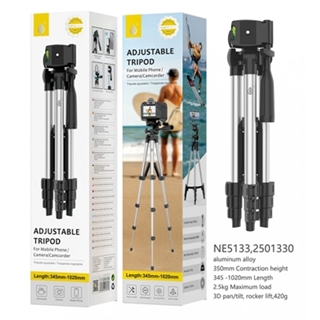 ADJUSTABLE
TRIPOD
For Mobile Phone /
Camera/Camcorder
Length:345mm-1020mm
ADJUSTABLE
TRIPOD
For Mobile Phone /
Camera/Camcorder
Length:345mm-1020mm
NE5133,2501330
aluminum alloy
350mm Contraction height
345 -1020mm Length
2.5kg Maximum load
3D pan/tilt, rocker lift,420g